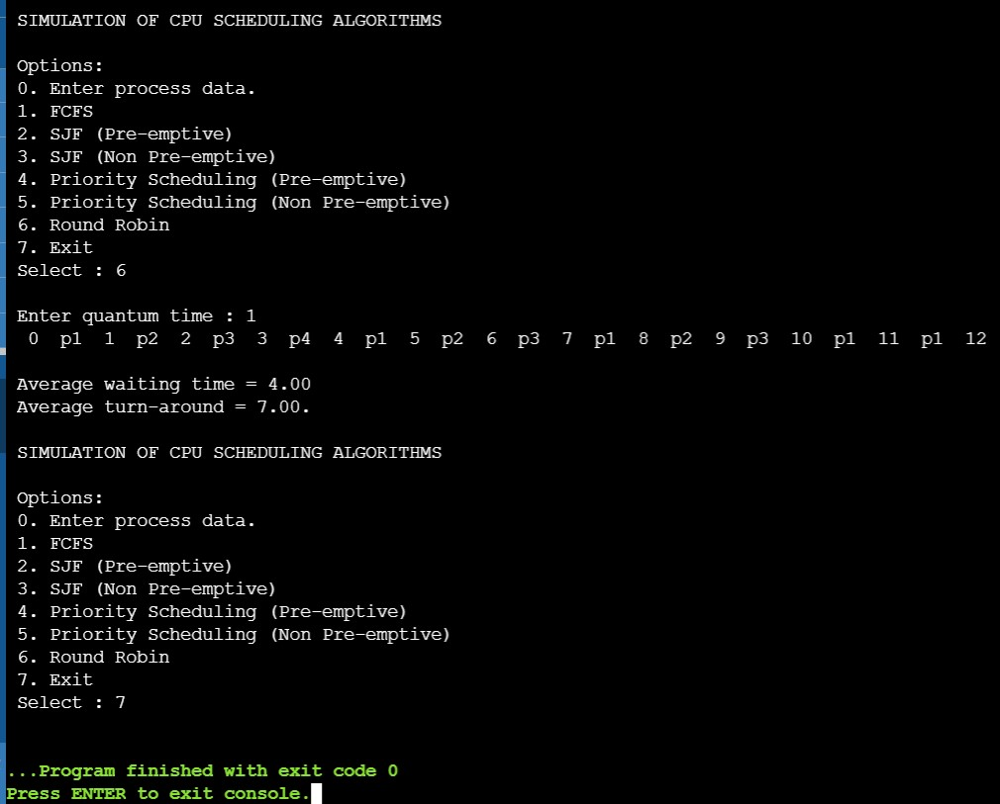 SIMULATION OF CPU SCHEDULING ALGORITHMS
Options:
0. Enter process data.
1. FCFS
2. SJF (Pre-emptive)
3. SJF (Non Pre-emptive)
4. Priority Scheduling (Pre-emptive)
5. Priority Scheduling (Non Pre-emptive)
6. Round Robin
7. Exit
Select : 6
Enter quantum time : 1
0 p1 1 p2 2 p3 3 p4 4 p1 5 p2 6 p3 7 p1 8 p2 9 p3 10 p1 11 p1 12
Average waiting time = 4.00
Average turn-around = 7.00.
SIMULATION OF CPU SCHEDULING ALGORITHMS
Options:
0. Enter process data.
1. FCFS
2. SJF (Pre-emptive)
3. SJF (Non Pre-emptive)
4. Priority Scheduling (Pre-emptive)
5. Priority Scheduling (Non Pre-emptive)
6. Round Robin
7. Exit
Select : 7
...Program finished with exit code 0
Press ENTER to exit console.